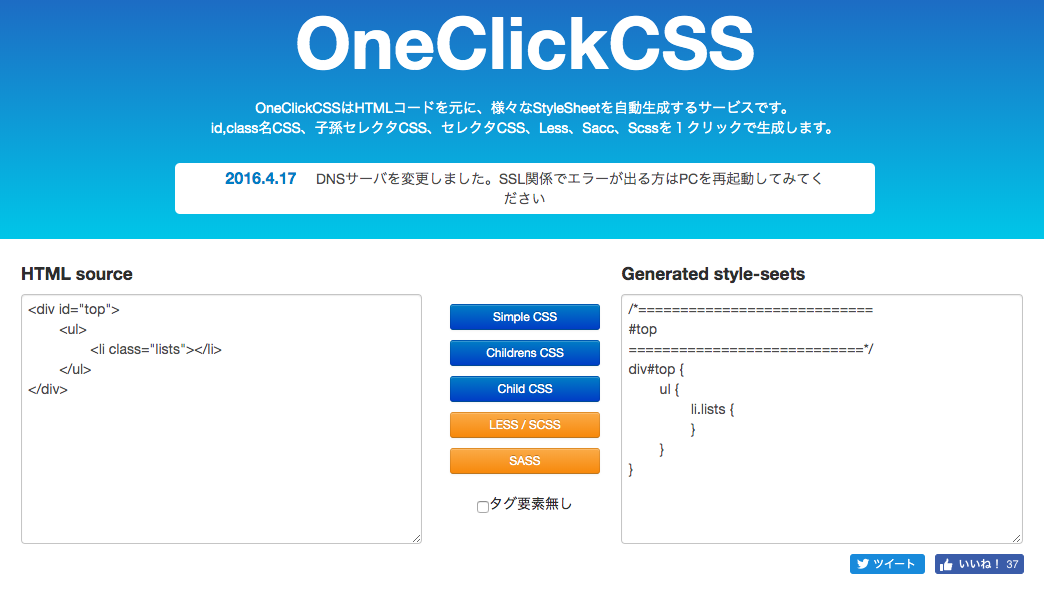 OneClickCSS
OneClickCSSはHTMLコードを元に、様々なStyleSheetを自動生成するサービスです。
id,class名CSS、子孫セレクタCSS、セレクタCSS、Less、Sacc、Scssを１クリックで生成します。
2016.4.17 DNSサーバを変更しました。SSL関係でエラーが出る方はPCを再起動してみてく
ださい
HTML source
<div id="top">
<ul>
<li class="lists"></li>
</ul>
</div>
Simple CSS
Childrens CSS
Child CSS
LESS / SCSS
SASS
タグ要素無し
Generated style-seets
/*============================
#top
============================*/
div#top {
ul {
li.lists {
}
}
}
ツイート
いいね！ 37